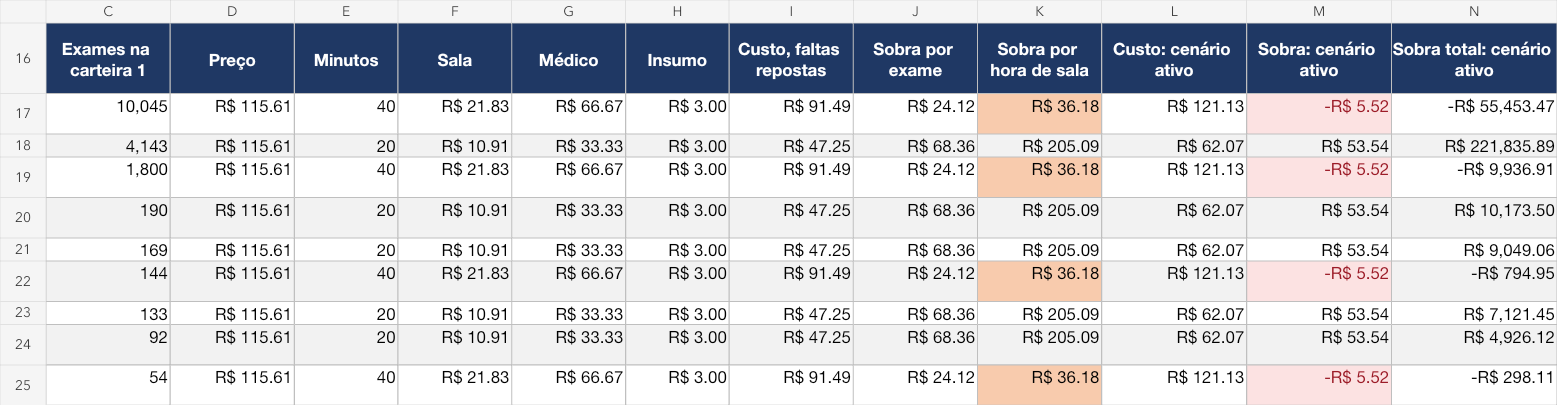 C D E F G H I J K L M N
16 Exames na carteira 1 Preço Minutos Sala Médico Insumo Custo, faltas repostas Sobra por exame Sobra por hora de sala Custo: cenário ativo Sobra: cenário ativo Sobra total: cenário ativo
17 10,045 R$ 115.61 40 R$ 21.83 R$ 66.67 R$ 3.00 R$ 91.49 R$ 24.12 R$ 36.18 R$ 121.13 -R$ 5.52 -R$ 55,453.47
18 4,143 R$ 115.61 20 R$ 10.91 R$ 33.33 R$ 3.00 R$ 47.25 R$ 68.36 R$ 205.09 R$ 62.07 R$ 53.54 R$ 221,835.89
19 1,800 R$ 115.61 40 R$ 21.83 R$ 66.67 R$ 3.00 R$ 91.49 R$ 24.12 R$ 36.18 R$ 121.13 -R$ 5.52 -R$ 9,936.91
20 190 R$ 115.61 20 R$ 10.91 R$ 33.33 R$ 3.00 R$ 47.25 R$ 68.36 R$ 205.09 R$ 62.07 R$ 53.54 R$ 10,173.50
21 169 R$ 115.61 20 R$ 10.91 R$ 33.33 R$ 3.00 R$ 47.25 R$ 68.36 R$ 205.09 R$ 62.07 R$ 53.54 R$ 9,049.06
22 144 R$ 115.61 40 R$ 21.83 R$ 66.67 R$ 3.00 R$ 91.49 R$ 24.12 R$ 36.18 R$ 121.13 -R$ 5.52 -R$ 794.95
23 133 R$ 115.61 20 R$ 10.91 R$ 33.33 R$ 3.00 R$ 47.25 R$ 68.36 R$ 205.09 R$ 62.07 R$ 53.54 R$ 7,121.45
24 92 R$ 115.61 20 R$ 10.91 R$ 33.33 R$ 3.00 R$ 47.25 R$ 68.36 R$ 205.09 R$ 62.07 R$ 53.54 R$ 4,926.12
25 54 R$ 115.61 40 R$ 21.83 R$ 66.67 R$ 3.00 R$ 91.49 R$ 24.12 R$ 36.18 R$ 121.13 -R$ 5.52 -R$ 298.11